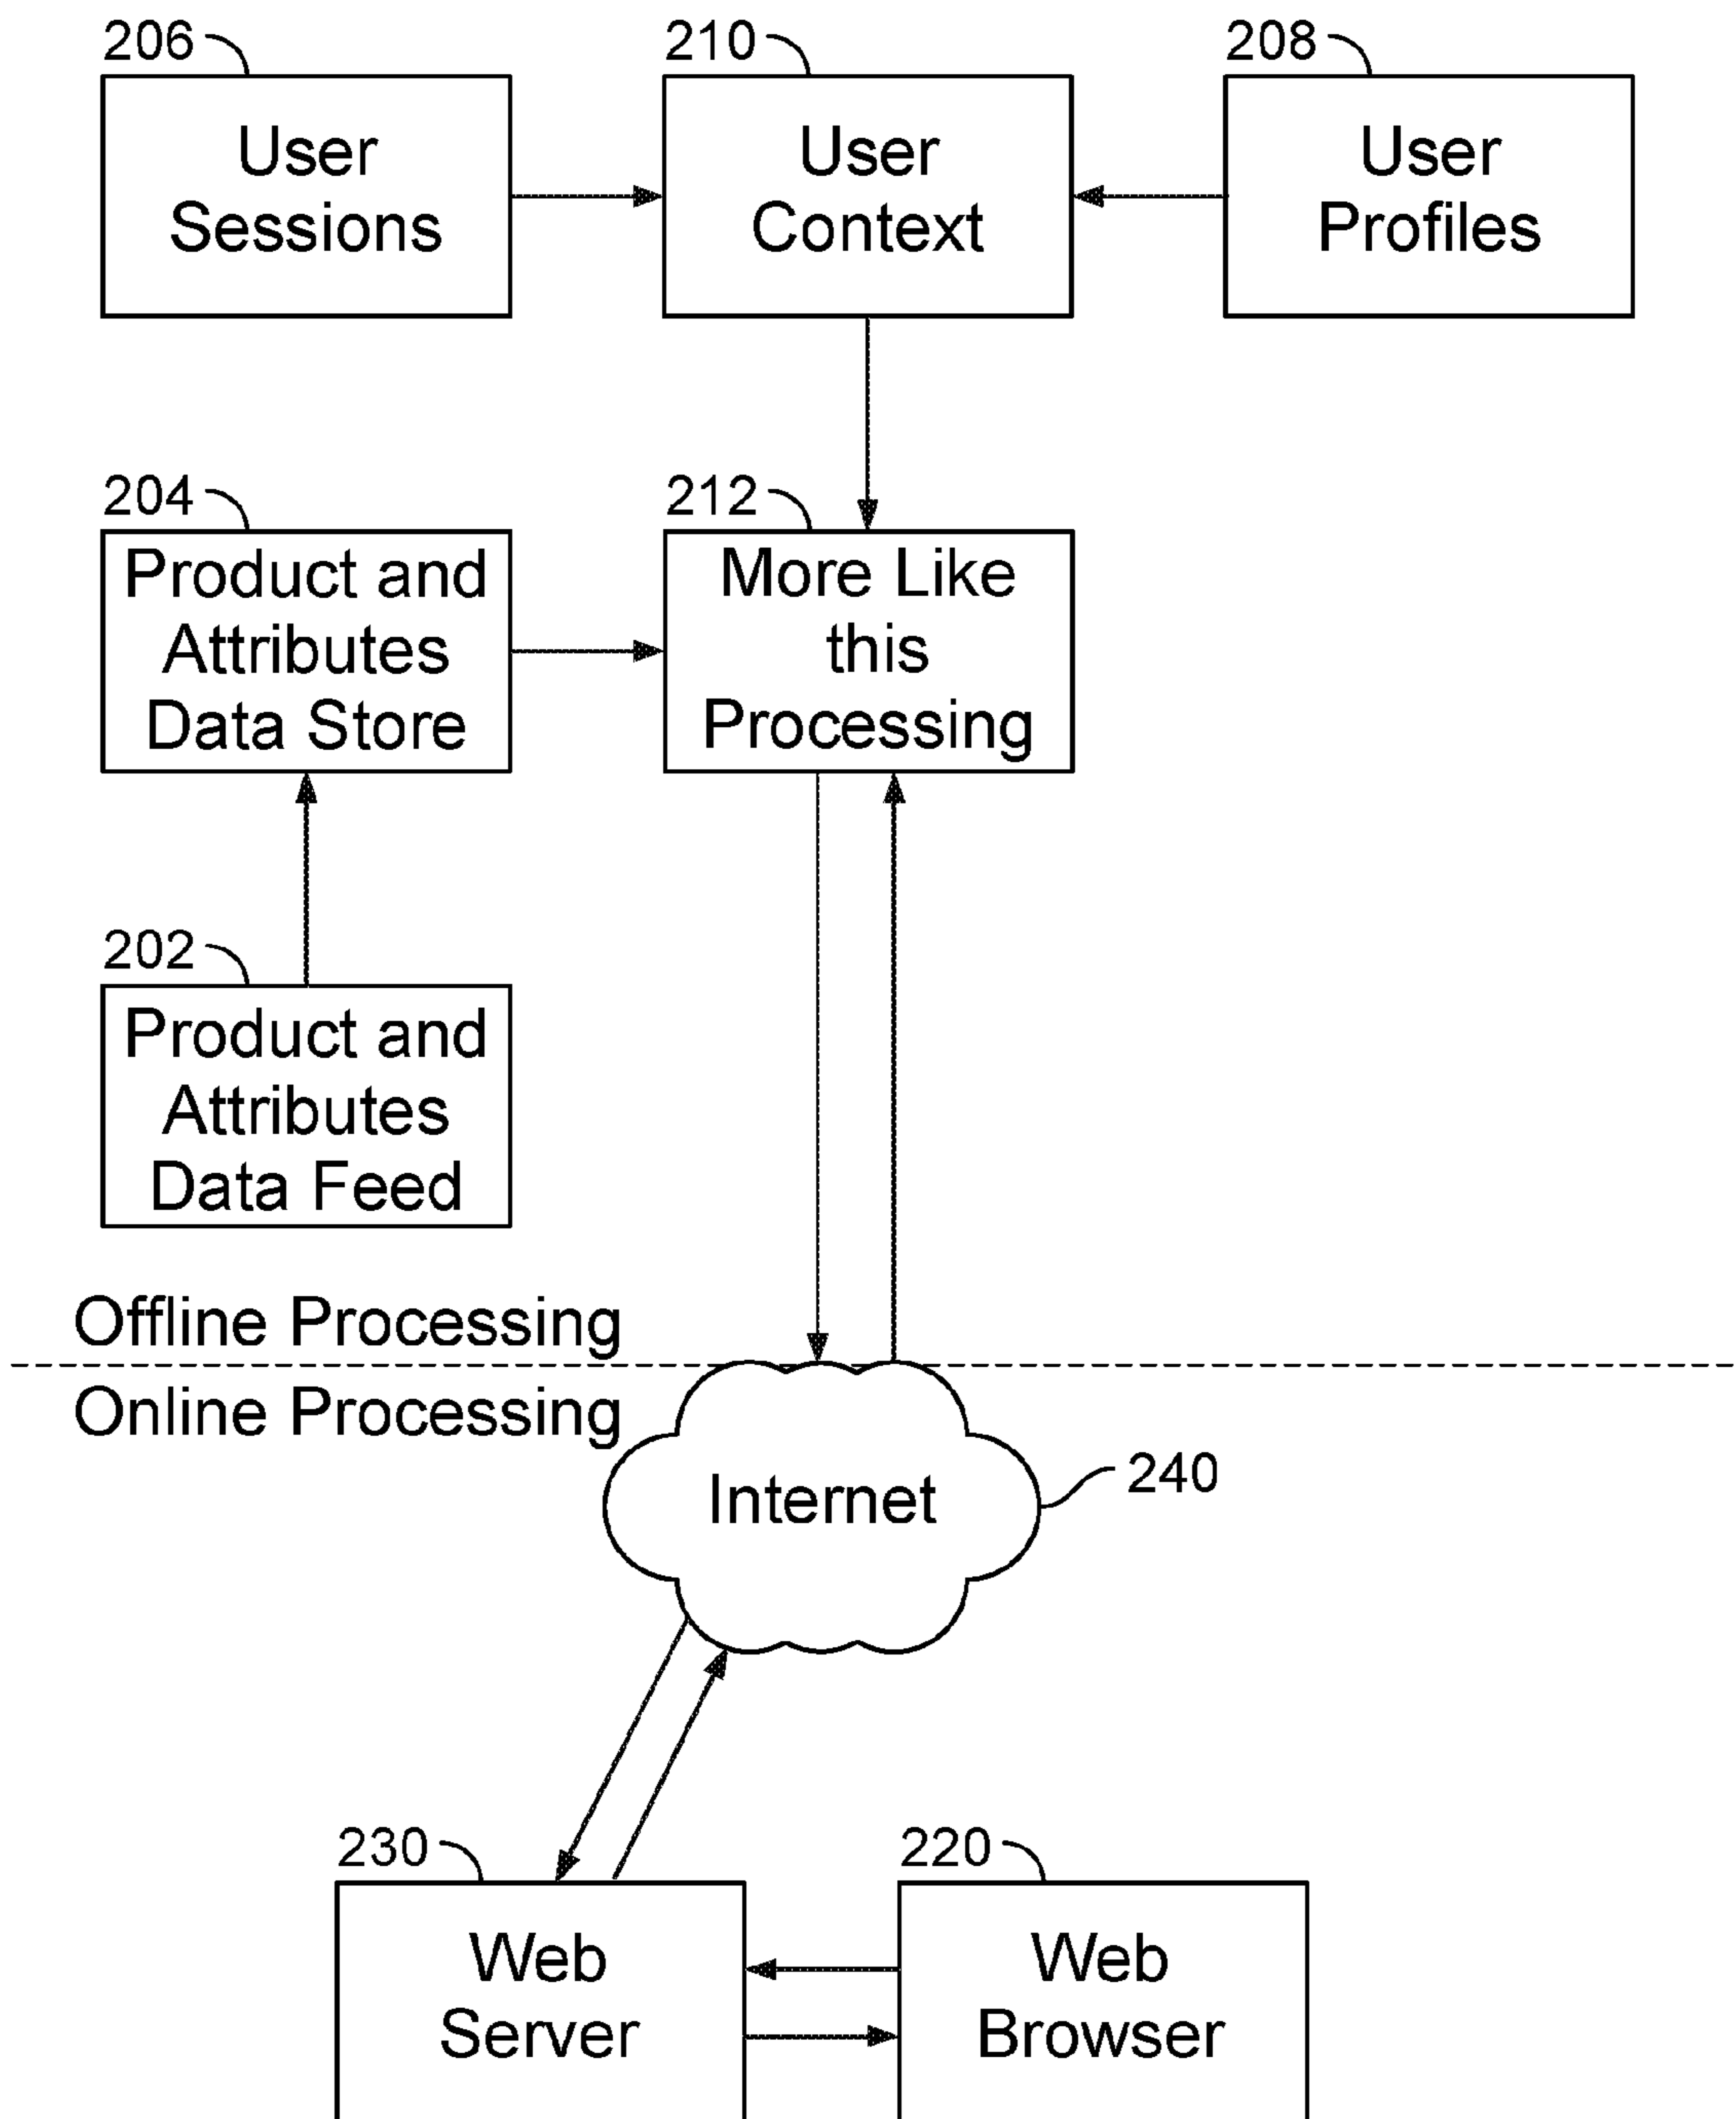 206
210
208
User
Sessions
User
Context
User
Profiles
204
212
Product and
Attributes
Data Store
More Like
this
Processing
202
Product and
Attributes
Data Feed
Offline Processing
Online Processing
Internet
240
230
220
Web
Server
Web
Browser